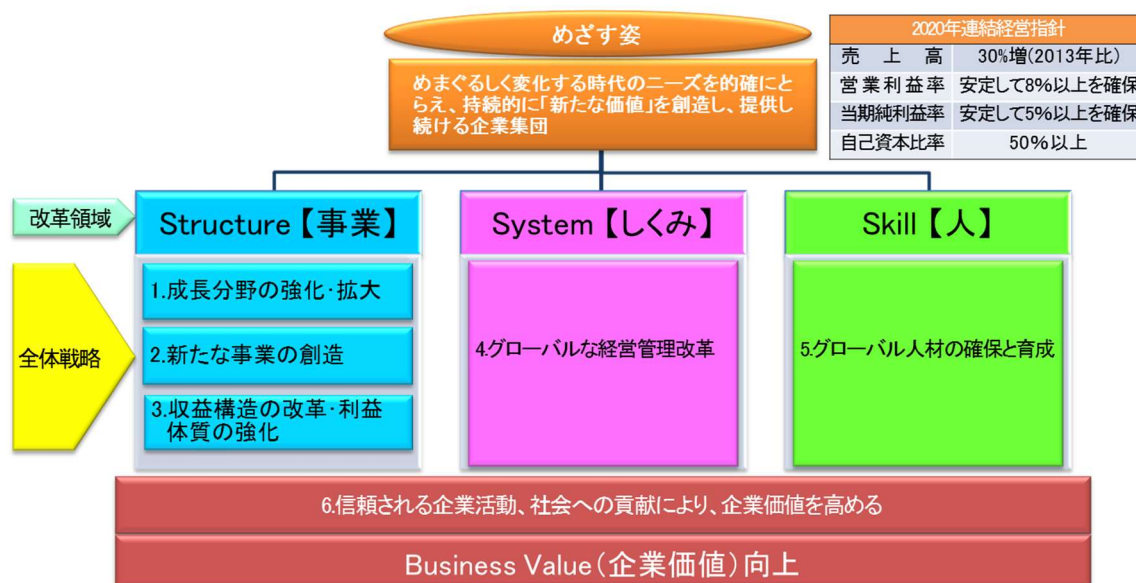 めざす姿
めまぐるしく変化する時代のニーズを的確にと
らえ、持続的に「新たな価値」を創造し、提供し
続ける企業集団
2020年連結経営指針
売上高 30%増(2013年比)
営業利益率 安定して8%以上を確保
当期純利益率 安定して5%以上を確保
自己資本比率 50%以上
改革領域
Structure【事業】
System【しくみ】
Skill【人】
全体戦略
1.成長分野の強化・拡大
2.新たな事業の創造
3.収益構造の改革・利益
体質の強化
4.グローバルな経営管理改革
5.グローバル人材の確保と育成
6.信頼される企業活動、社会への貢献により、企業価値を高める
Business Value(企業価値)向上